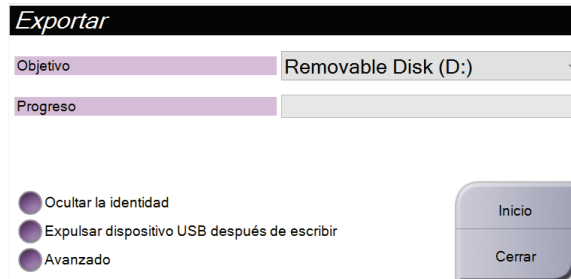 Exportar
Objetivo
Removable Disk (D:)
Progreso
Ocultar la identidad
Expulsar dispositivo USB después de escribir
Avanzado
Inicio
Cerrar